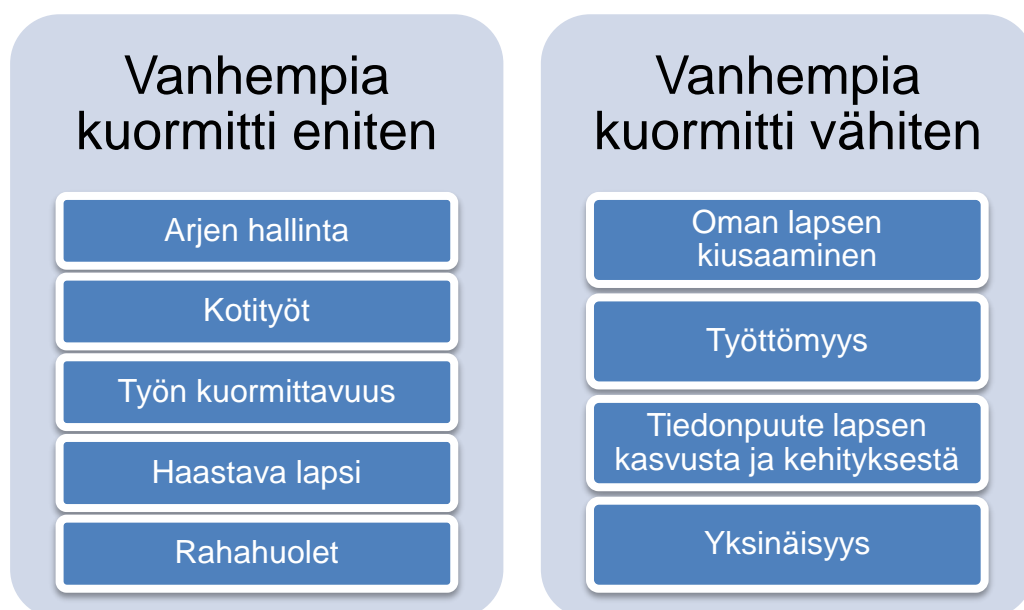 Vanhempia
kuormitti eniten
Arjen hallinta
Kotityöt
Työn kuormittavuus
Haastava lapsi
Rahahuolet
Vanhempia
kuormitti vähiten
Oman lapsen
kiusaaminen
Työttömyys
Tiedonpuute lapsen
kasvusta ja kehityksestä
Yksinäisyys